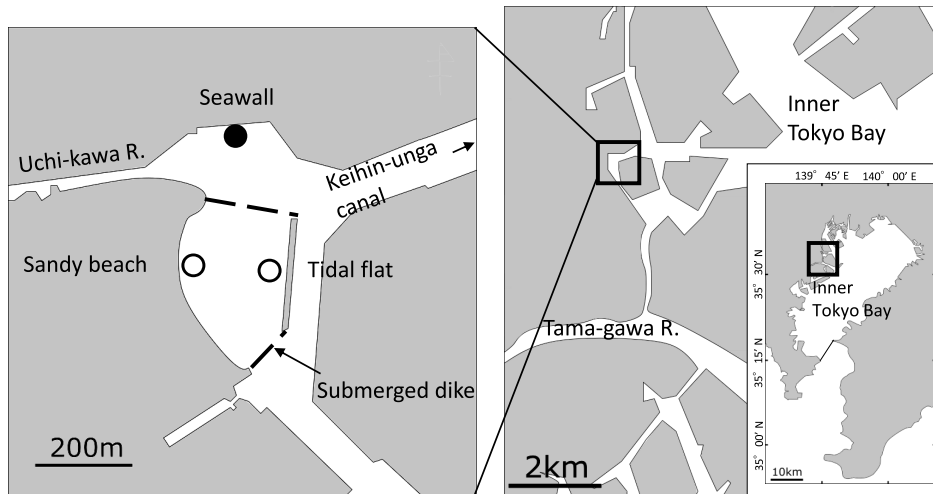 Seawall
Uchi-kawa R.
Keihin-unga
canal
Sandy beach
Tidal flat
Submerged dike
200m
Inner
Tokyo Bay
Tama-gawa R.
2km
139° 45′ E 140° 00′ E
35° 30′ N
Inner
Tokyo Bay
35° 15′ N
35° 00′ N
10km